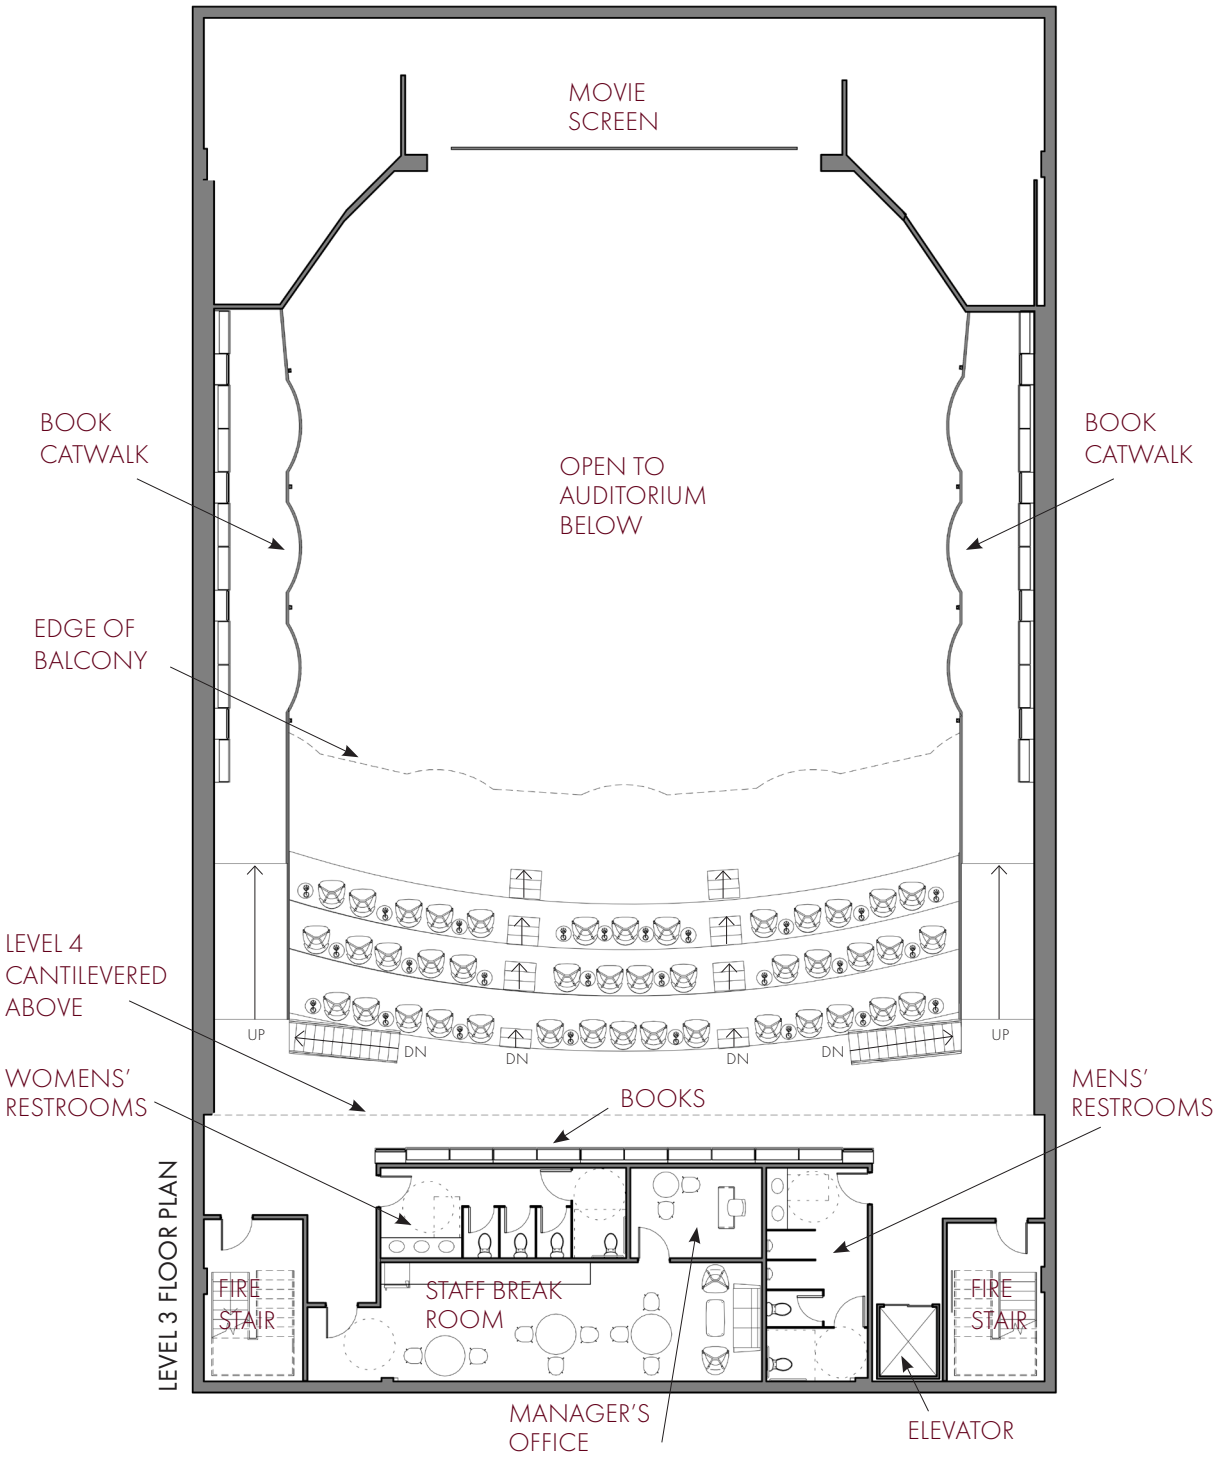 MOVIE
SCREEN
BOOK
CATWALK
BOOK
CATWALK
OPEN TO
AUDITORIUM
BELOW
EDGE OF
BALCONY
LEVEL 4
CANTILEVERED
ABOVE
UP
DN
DN
DN
DN
UP
WOMENS'
RESTROOMS
BOOKS
MENS'
RESTROOMS
LEVEL 3 FLOOR PLAN
FIRE
STAIR
STAFF BREAK
ROOM
FIRE
STAIR
MANAGER'S
OFFICE
ELEVATOR